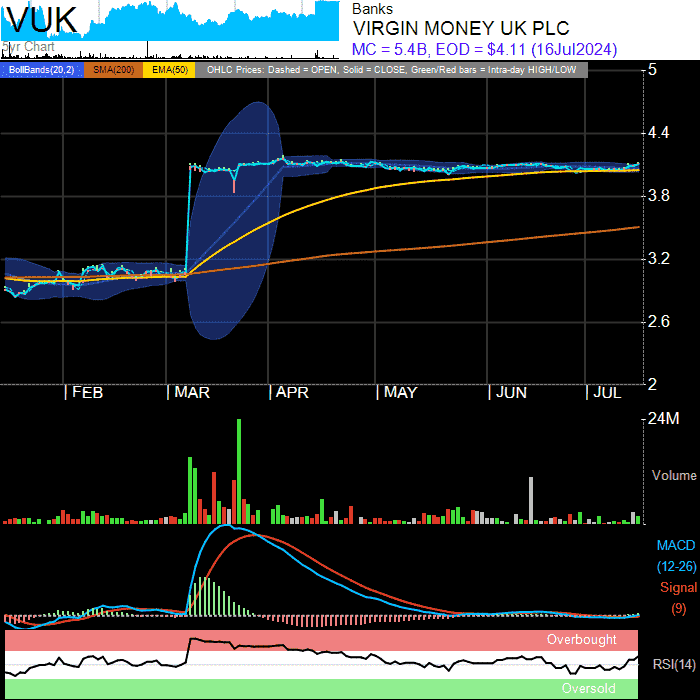 VUK
5yr Chart
Banks
VIRGIN MONEY UK PLC
MC = 5.4B, EOD = $4.11 (16Jul2024)
BollBands(20,2) SMA(200) EMA(50) OHLC Prices: Dashed = OPEN, Solid = CLOSE, Green/Red bars = Intra-day HIGH/LOW
5
4.4
3.8
3.2
2.6
2
| FEB | MAR | APR | MAY | JUN | JUL
24M
Volume
MACD
(12-26)
Signal
(9)
Overbought
RSI(14)
Oversold